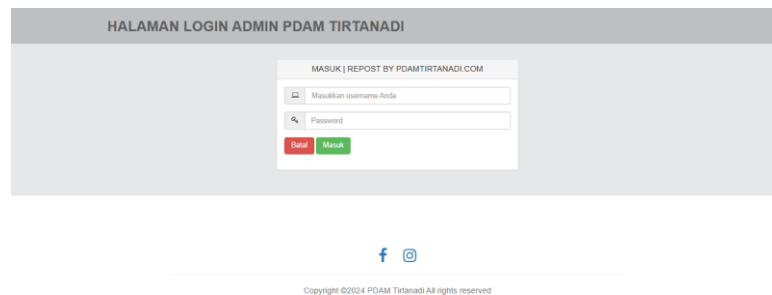 HALAMAN LOGIN ADMIN PDAM TIRTANADI
MASUK | REPOST BY PDAMTIRTANADI.COM
Masukkan username Anda
Password
Batal Masuk
Copyright ©2024 PDAM Tirtanadi All rights reserved